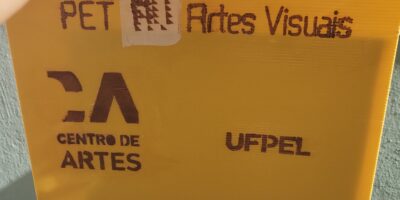 PET Artes Visuais
CA
CENTRO DE
ARTES
UFPEL